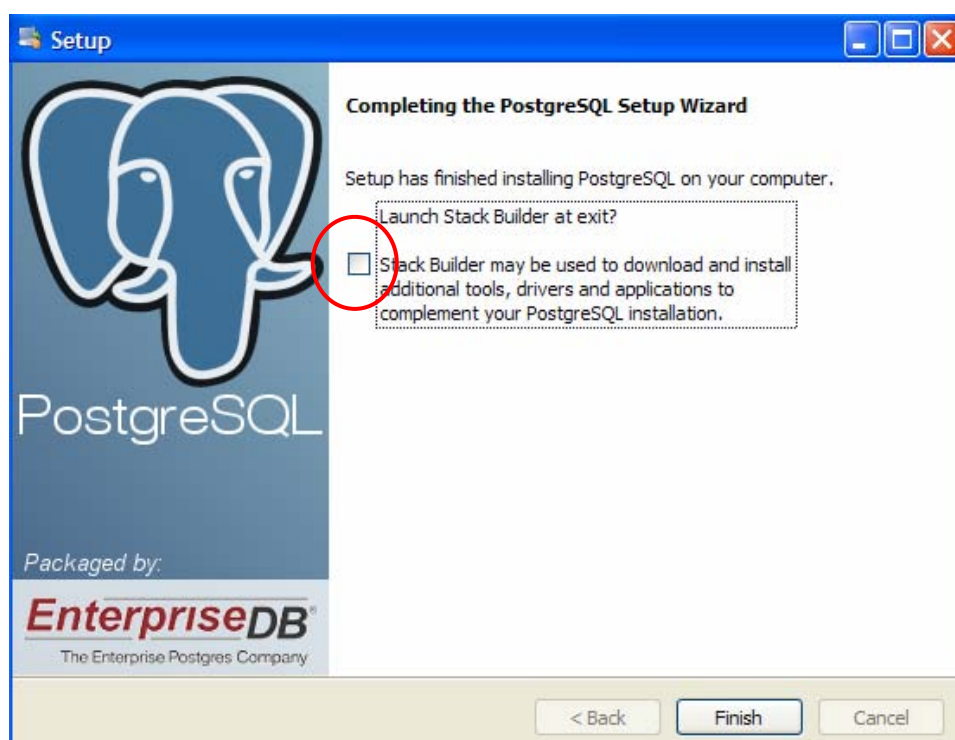 Setup
Completing the PostgreSQL Setup Wizard
Setup has finished installing PostgreSQL on your computer.
Launch Stack Builder at exit?
Stack Builder may be used to download and install
additional tools, drivers and applications to
complement your PostgreSQL installation.
PostgreSQL
Packaged by:
EnterpriseDB®
The Enterprise Postgres Company
< Back
Finish
Cancel